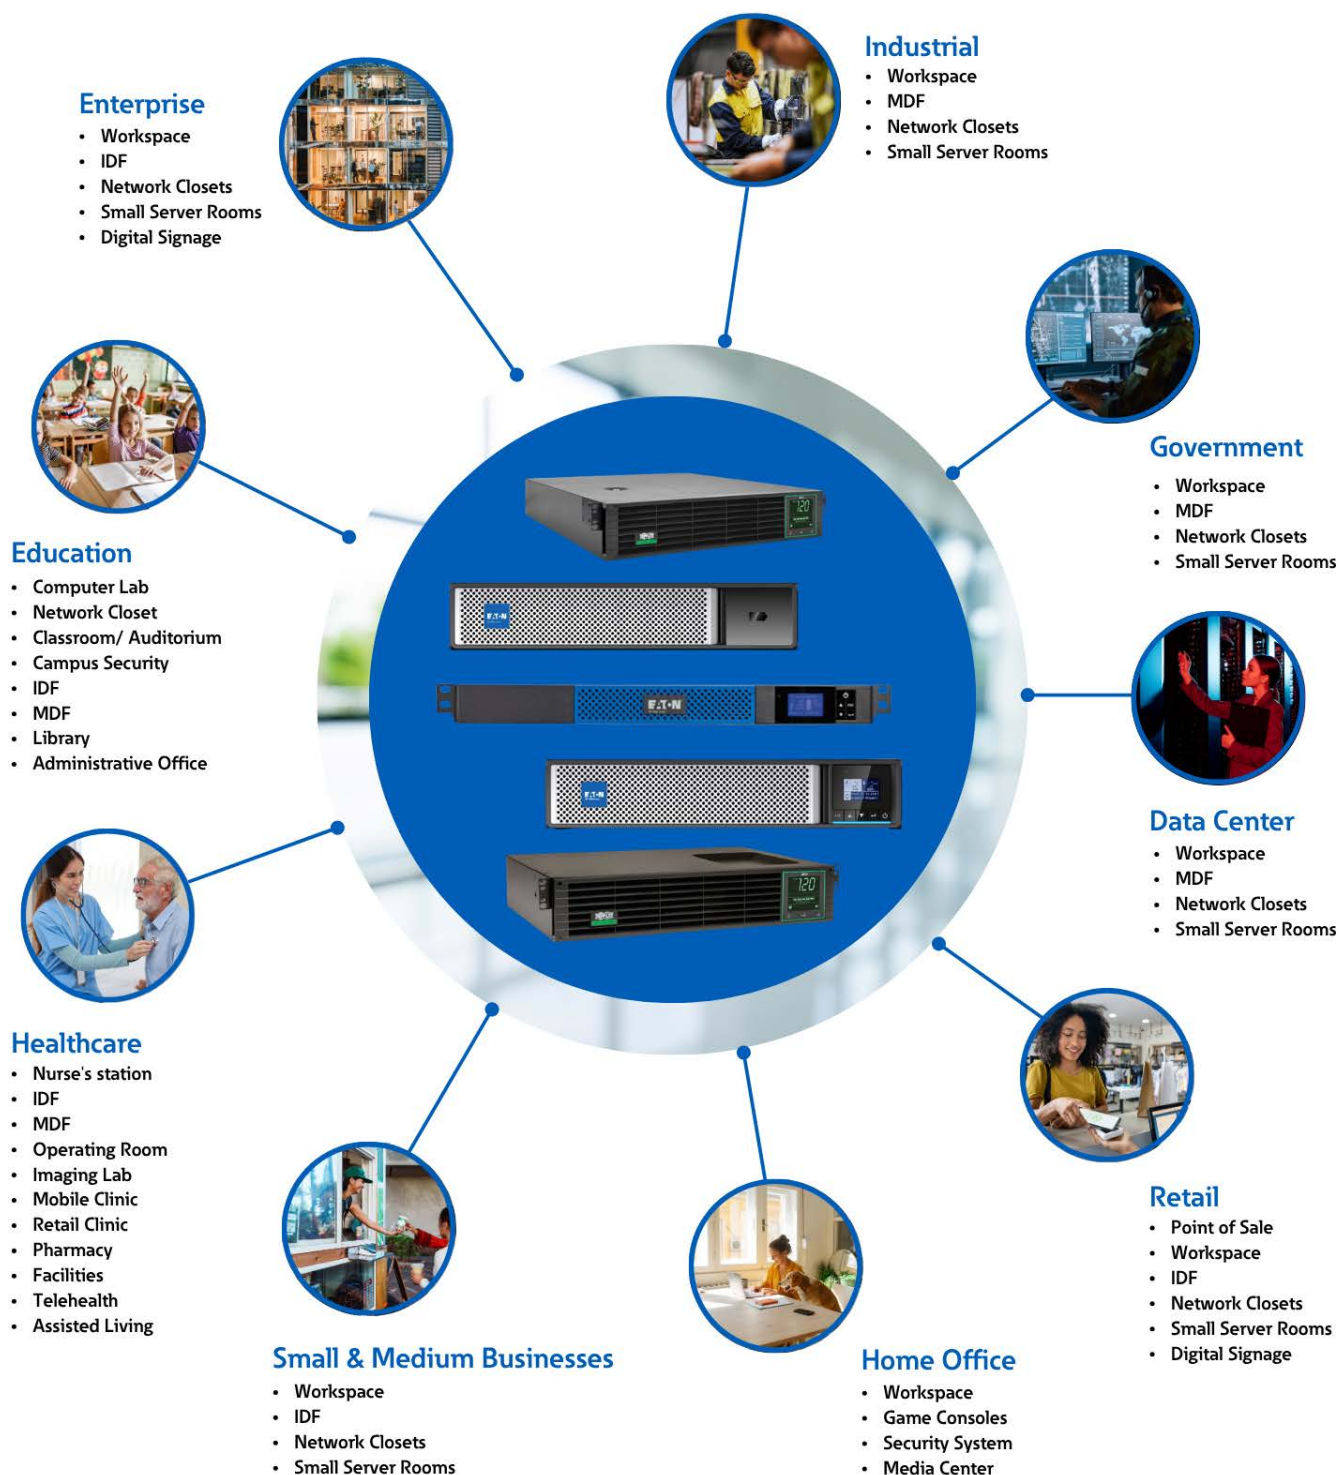 Industrial
• Workspace
• MDF
• Network Closets
• Small Server Rooms
Enterprise
• Workspace
• IDF
• Network Closets
• Small Server Rooms
• Digital Signage
Government
• Workspace
• MDF
• Network Closets
• Small Server Rooms
Education
• Computer Lab
• Network Closet
• Classroom/ Auditorium
• Campus Security
• IDF
• MDF
• Library
• Administrative Office
120
EATON
EATON
EATON
120
Data Center
• Workspace
• MDF
• Network Closets
• Small Server Rooms
Healthcare
• Nurse's station
• IDF
• MDF
• Operating Room
• Imaging Lab
• Mobile Clinic
• Retail Clinic
• Pharmacy
• Facilities
• Telehealth
• Assisted Living
Retail
• Point of Sale
• Workspace
• IDF
• Network Closets
• Small Server Rooms
• Digital Signage
Small & Medium Businesses
• Workspace
• IDF
• Network Closets
• Small Server Rooms
Home Office
• Workspace
• Game Consoles
• Security System
• Media Center